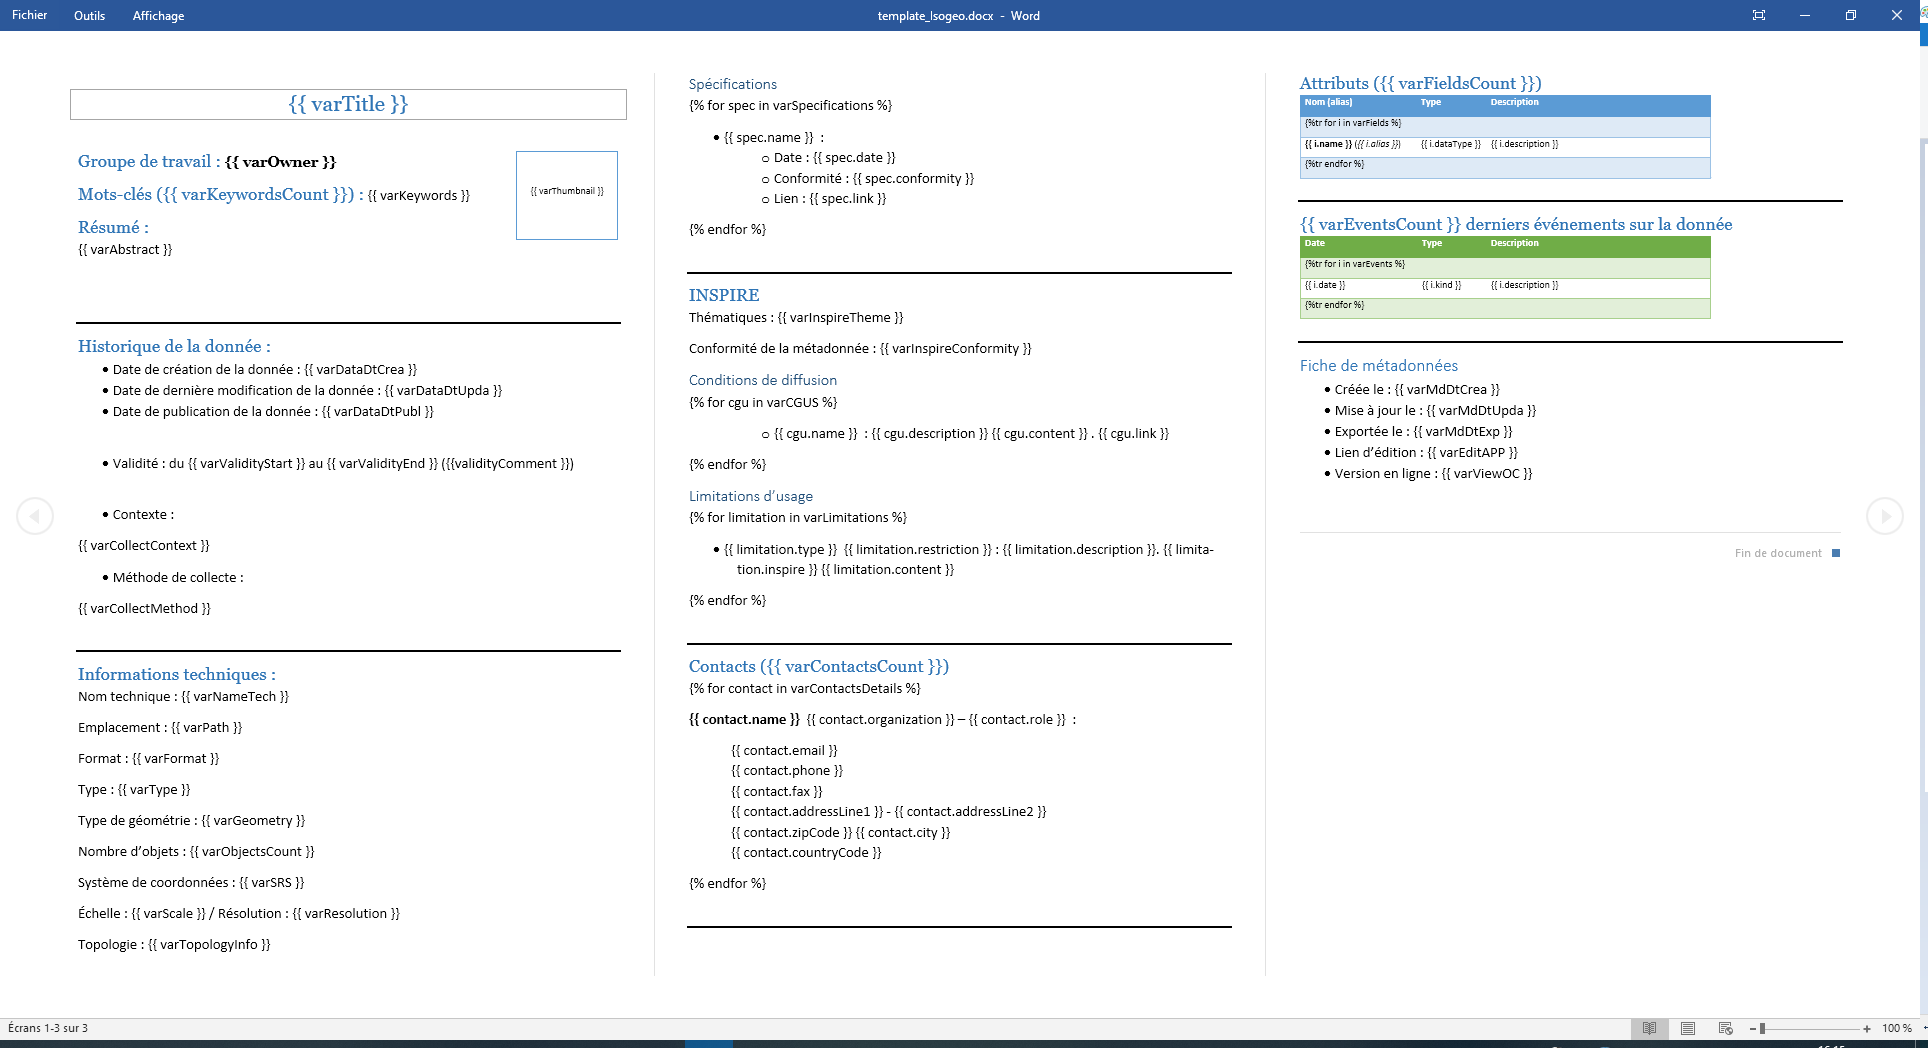 Fichier Outils Affichage template_Isogeo.docx - Word
{{ varTitle }}
Groupe de travail : {{ varOwner }}
Mots-clés ({{ varKeywordsCount }}) : {{ varKeywords }}
{{ varThumbnail }}
Résumé :
{{ varAbstract }}
Historique de la donnée :
• Date de création de la donnée : {{ varDataDtCrea }}
• Date de dernière modification de la donnée : {{ varDataDtUpda }}
• Date de publication de la donnée : {{ varDataDtPubl }}
• Validité : du {{ varValidityStart }} au {{ varValidityEnd }} ({{validityComment }})
• Contexte :
{{ varCollectContext }}
• Méthode de collecte :
{{ varCollectMethod }}
Informations techniques :
Nom technique : {{ varNameTech }}
Emplacement : {{ varPath }}
Format : {{ varFormat }}
Type : {{ varType }}
Type de géométrie : {{ varGeometry }}
Nombre d’objets : {{ varObjectsCount }}
Système de coordonnées : {{ varSRS }}
Échelle : {{ varScale }} / Résolution : {{ varResolution }}
Topologie : {{ varTopologyInfo }}
Spécifications
{% for spec in varSpecifications %}
• {{ spec.name }} :
o Date : {{ spec.date }}
o Conformité : {{ spec.conformity }}
o Lien : {{ spec.link }}
{% endfor %}
INSPIRE
Thématiques : {{ varInspireTheme }}
Conformité de la métadonnée : {{ varInspireConformity }}
Conditions de diffusion
{% for cgu in varCGUS %}
o {{ cgu.name }} : {{ cgu.description }} {{ cgu.content }} . {{ cgu.link }}
{% endfor %}
Limitations d’usage
{% for limitation in varLimitations %}
• {{ limitation.type }} {{ limitation.restriction }} : {{ limitation.description }}. {{ limita-
tion.inspire }} {{ limitation.content }}
{% endfor %}
Contacts ({{ varContactsCount }})
{% for contact in varContactsDetails %}
{{ contact.name }} {{ contact.organization }} – {{ contact.role }} :
{{ contact.email }}
{{ contact.phone }}
{{ contact.fax }}
{{ contact.addressLine1 }} - {{ contact.addressLine2 }}
{{ contact.zipCode }} {{ contact.city }}
{{ contact.countryCode }}
{% endfor %}
Attributs ({{ varFieldsCount }})
Nom (alias) Type Description
{%tr for i in varFields %}
{{ i.name }} ({{ i.alias }}) {{ i.dataType }} {{ i.description }}
{%tr endfor %}
{{ varEventsCount }} derniers événements sur la donnée
Date Type Description
{%tr for i in varEvents %}
{{ i.date }} {{ i.kind }} {{ i.description }}
{%tr endfor %}
Fiche de métadonnées
• Créée le : {{ varMdDtCrea }}
• Mise à jour le : {{ varMdDtUpda }}
• Exportée le : {{ varMdDtExp }}
• Lien d’édition : {{ varEditAPP }}
• Version en ligne : {{ varViewOC }}
Fin de document
Écrans 1-3 sur 3 100 %